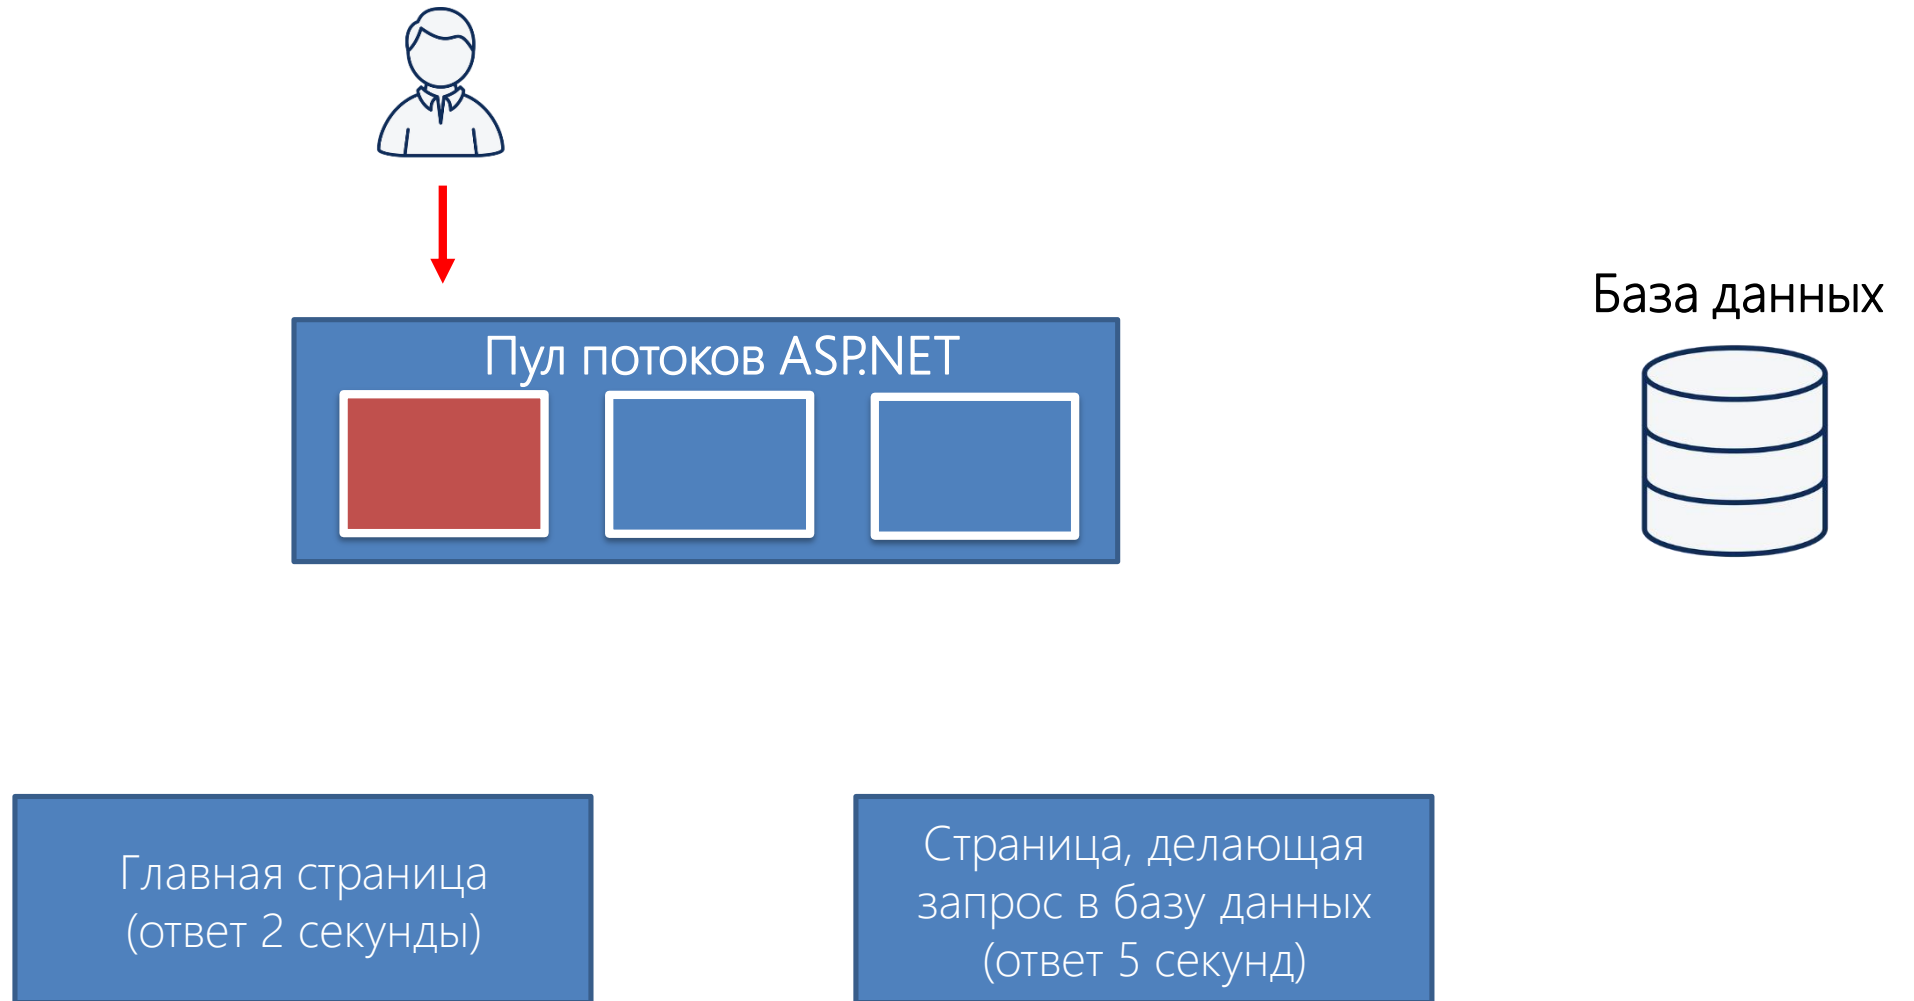 База данных
Пул потоков ASP.NET
Главная страница
(ответ 2 секунды)
Страница, делающая
запрос в базу данных
(ответ 5 секунд)